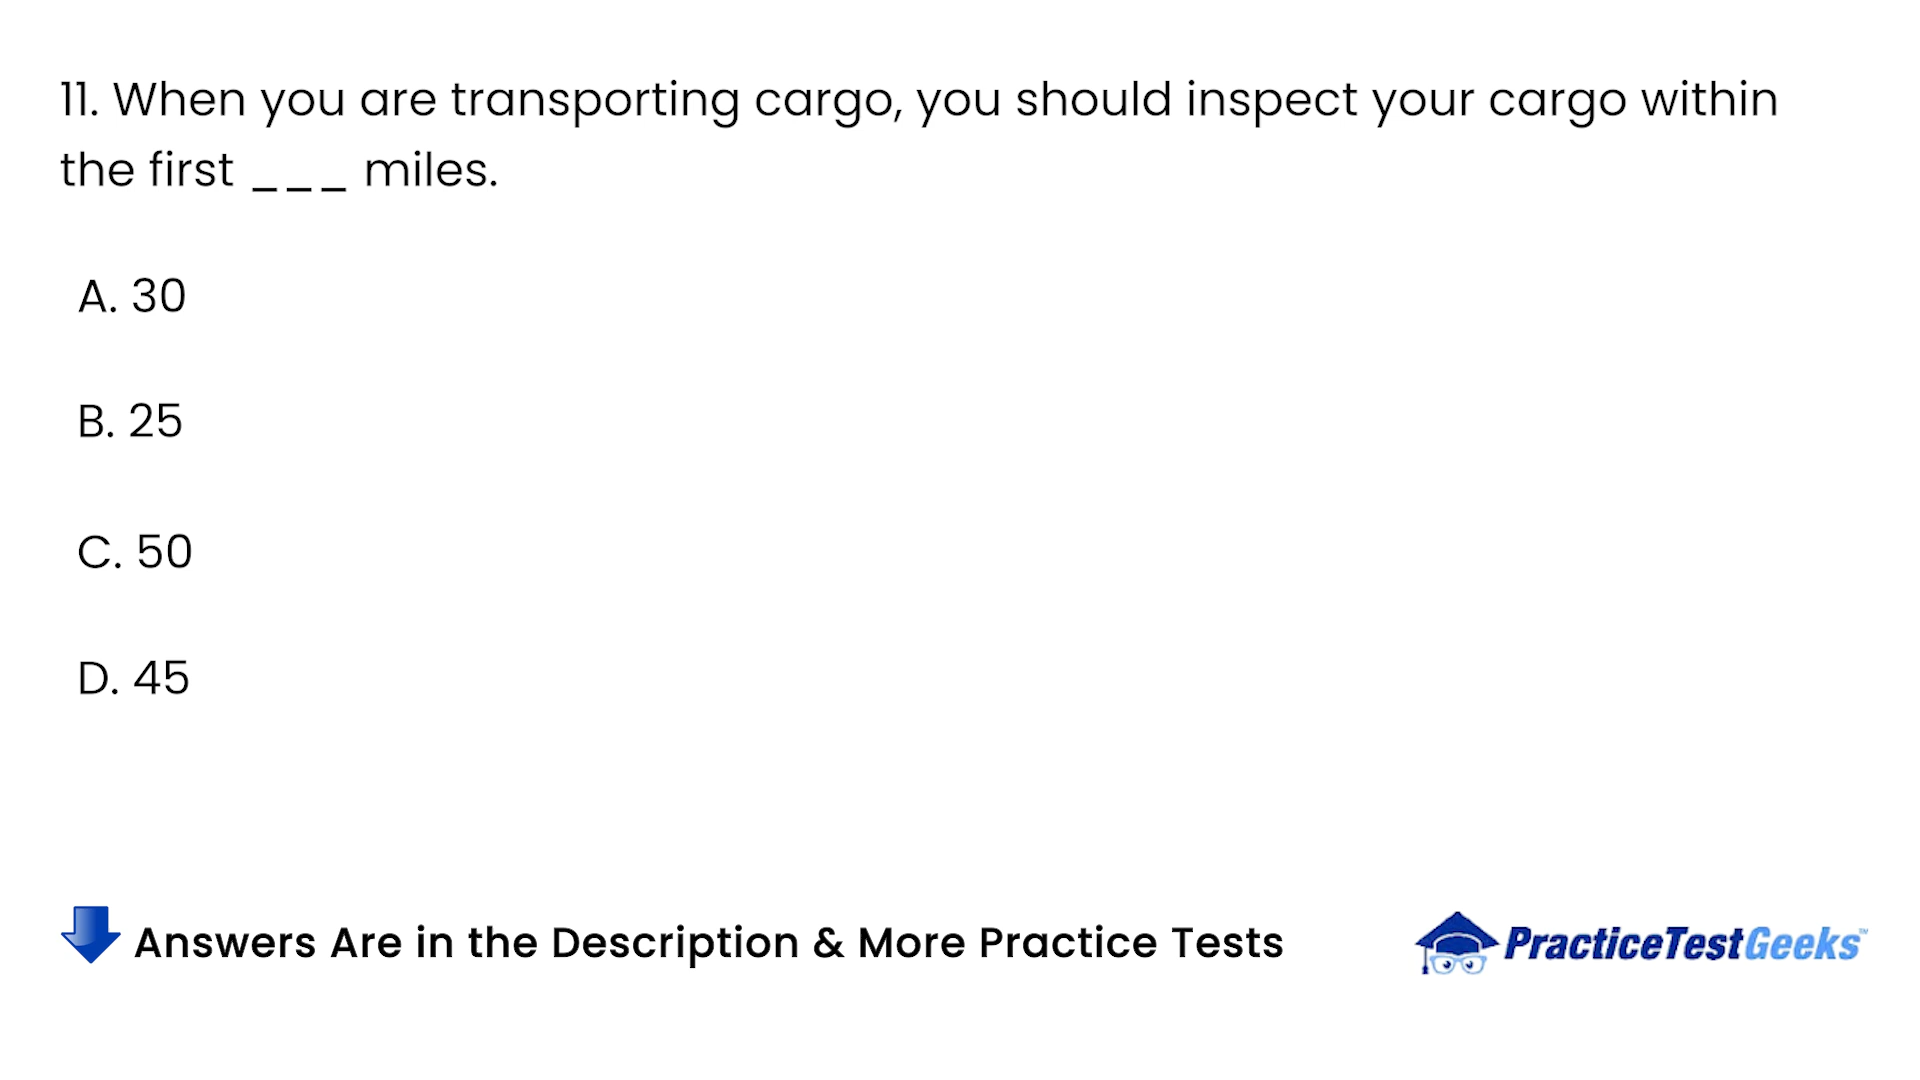 11. When you are transporting cargo, you should inspect your cargo within
the first ___ miles.
A. 30
B. 25
C. 50
D. 45
Answers Are in the Description & More Practice Tests
PracticeTestGeeks™